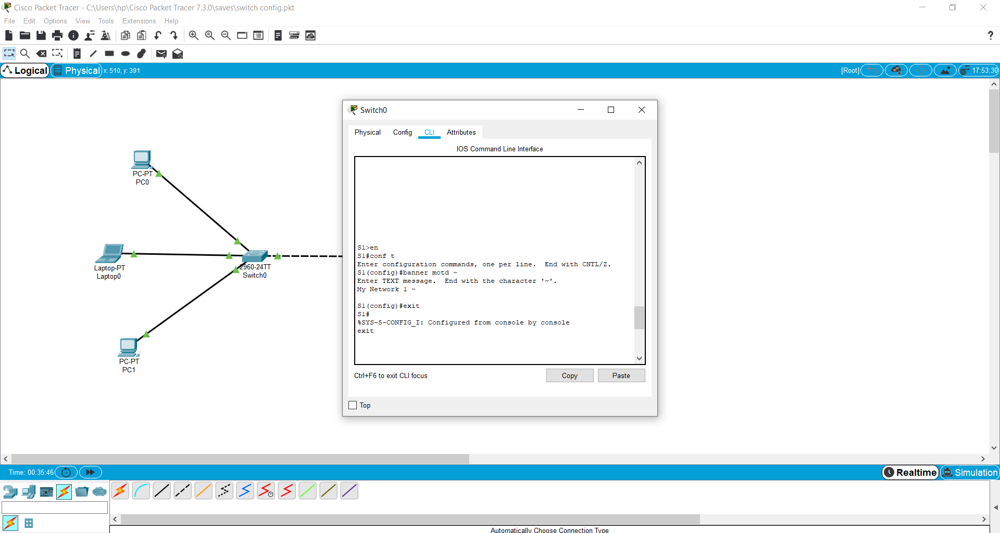 Cisco Packet Tracer - C:\Users\hp\Cisco Packet Tracer 7.3.0\saves\switch config.pkt
File Edit Options View Tools Extensions Help
?
Logical Physical x: 510, y: 391 [Root] 17:53:30
Switch0
Physical Config CLI Attributes
IOS Command Line Interface
S1>en
S1#conf t
Enter configuration commands, one per line.  End with CNTL/Z.
S1(config)#banner motd ~
Enter TEXT message.  End with the character '~'.
My Network 1 ~
S1(config)#exit
S1#
%SYS-5-CONFIG_I: Configured from console by console
exit
Ctrl+F6 to exit CLI focus
Copy Paste
Top
PC-PT
PC0
Laptop-PT
Laptop0
2960-24TT
Switch0
PC-PT
PC1
Time: 00:35:46 Realtime Simulation
Automatically Choose Connection Type